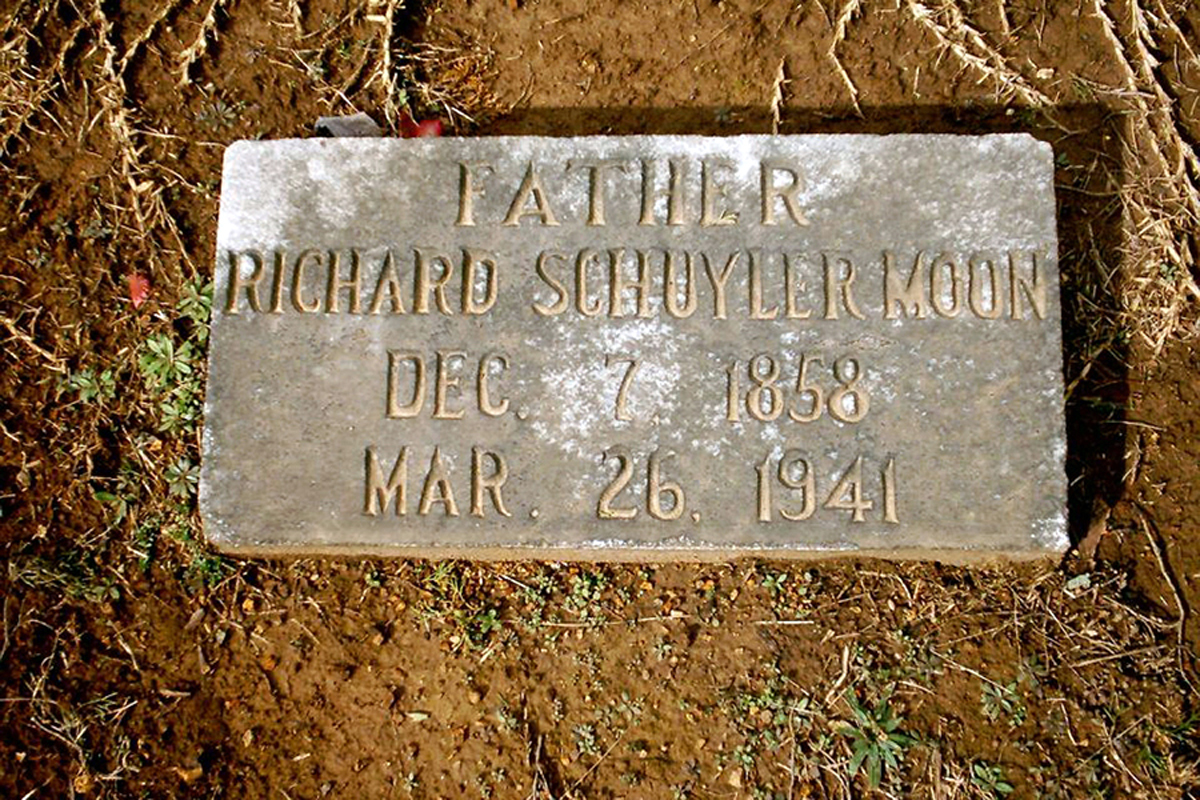 FATHER
RICHARD SCHUYLER MOON
DEC. 7, 1858
MAR. 26, 1941